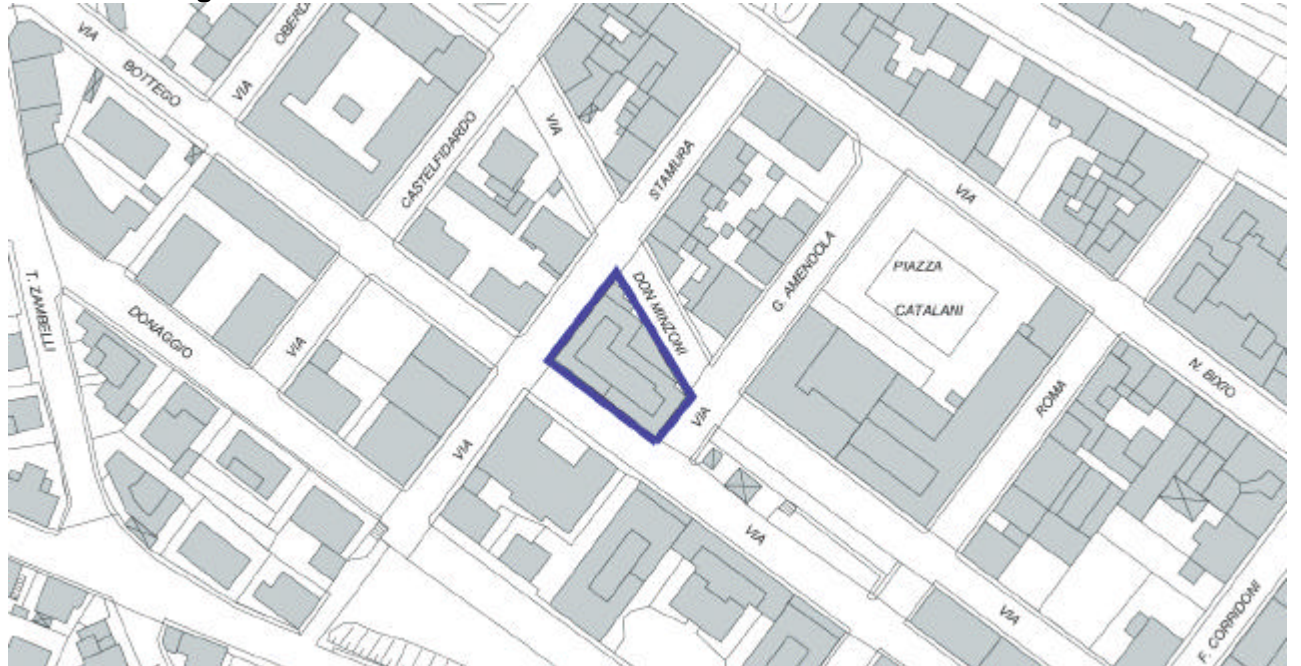 VIA
BOTTEGO
VIA
OBERD
CASTELFIDARDO
VIA
STAMURA
VIA
T. ZAMBELLI
DONAGGIO
VIA
VIA
DON MINZONI
G. AMENDOLA
VIA
PIAZZA
CATALANI
N. BIXIO
ROMA
VIA
VIA
F. CORRIDONI